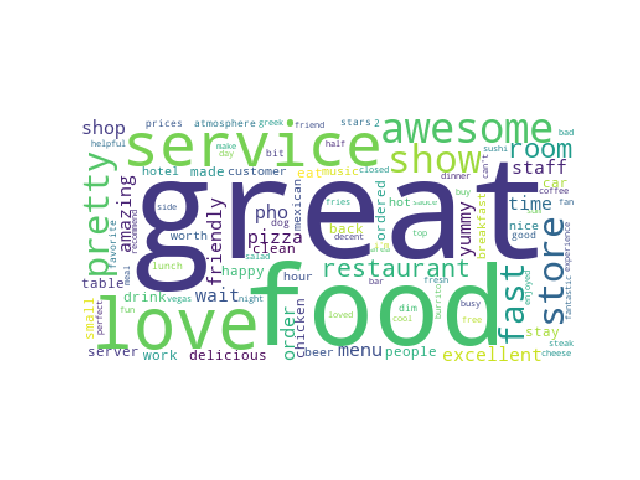 shop
prices
atmosphere
greek
friend
stars
2
awesome
bad
helpful
service
make
day
half
show
sushi
room
pretty
hotel
made
customer
bit
eat
music
closed
can't
staff
amazing
great
dinner
car
coffee
favorite
recommend
side
friendly
pho
dog
mexican
fries
ordered
hot
sauce
yummy
buy
breakfast
time
fan
worth
pizza
clean
decent
back
top
nice
good
store
experience
table
meal
lunch
happy
salad
hour
restaurant
fast
enjoyed
fantastic
drink
vegas
wait
night
food
bar
dim
fresh
burrito
busy
free
small
perfect
love
fun
order
chicken
loved
cool
stay
server
work
delicious
beer
menu
people
excellent
steak
cheese